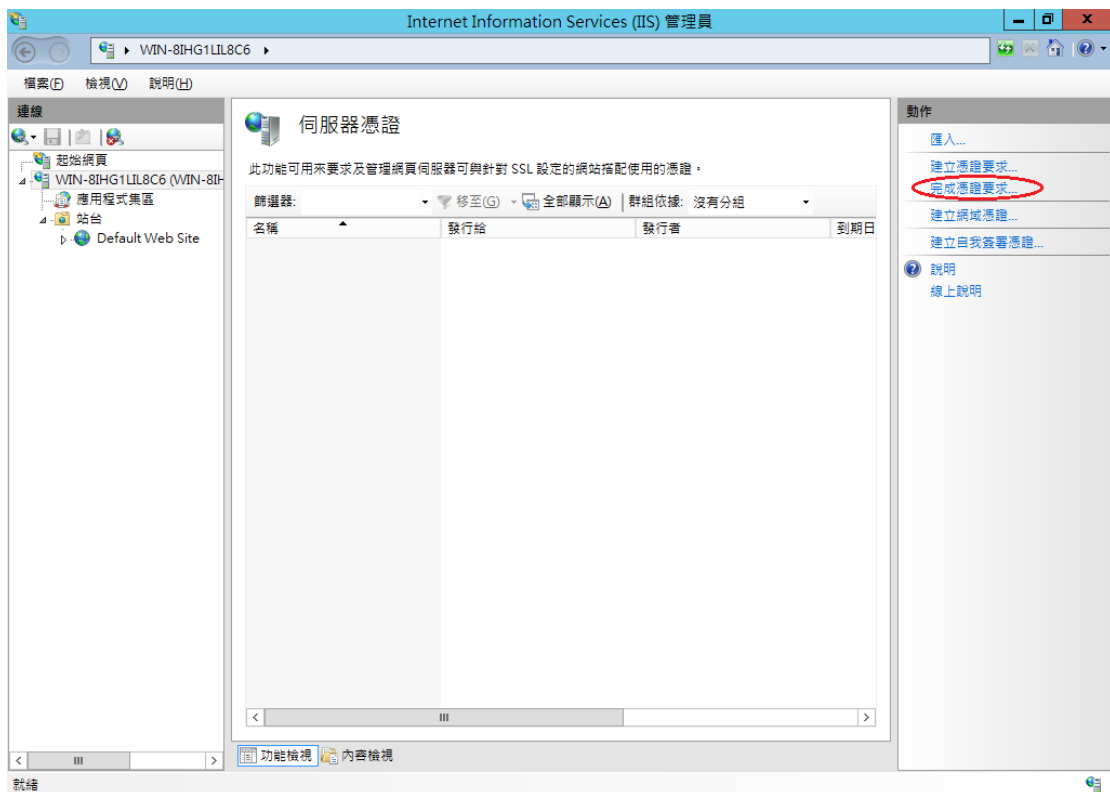 Internet Information Services (IIS) 管理員
WIN-8IHG1LIL8C6
檔案(F) 檢視(V) 說明(H)
連線
起始網頁
WIN-8IHG1LIL8C6 (WIN-8IH
應用程式集區
站台
Default Web Site
伺服器憑證
此功能可用來要求及管理網頁伺服器可與針對 SSL 設定的網站搭配使用的憑證。
篩選器: 移至(G) 全部顯示(A) 群組依據: 沒有分組
名稱 發行給 發行者 到期日
功能檢視 內容檢視
動作
匯入...
建立憑證要求...
完成憑證要求...
建立網域憑證...
建立自我簽署憑證...
說明
線上說明
就緒